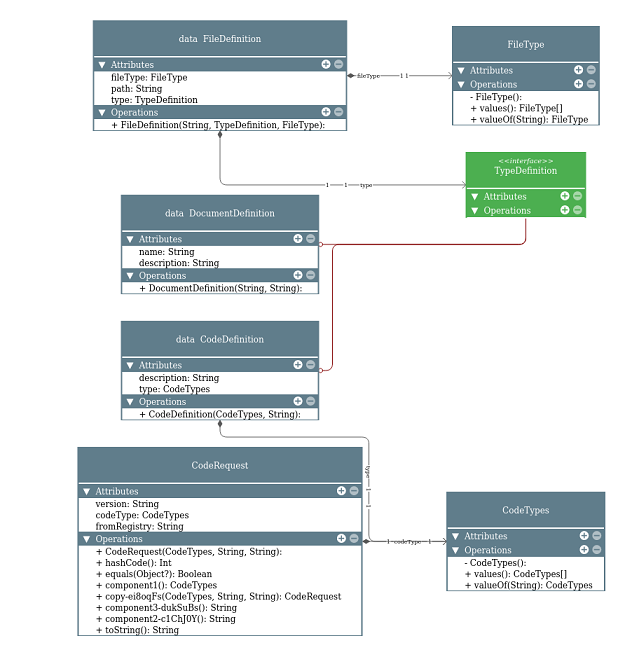 data FileDefinition
Attributes
fileType: FileType
path: String
type: TypeDefinition
Operations
+ FileDefinition(String, TypeDefinition, FileType):
fileType 1 1
FileType
Attributes
Operations
- FileType():
+ values(): FileType[]
+ valueOf(String): FileType
1 1 type
<<interface>>
TypeDefinition
Attributes
Operations
data DocumentDefinition
Attributes
name: String
description: String
Operations
+ DocumentDefinition(String, String):
data CodeDefinition
Attributes
description: String
type: CodeTypes
Operations
+ CodeDefinition(CodeTypes, String):
type 1 1
CodeRequest
Attributes
version: String
codeType: CodeTypes
fromRegistry: String
Operations
+ CodeRequest(CodeTypes, String, String):
+ hashCode(): Int
+ equals(Object?): Boolean
+ component1(): CodeTypes
+ copy-ei8oqFs(CodeTypes, String, String): CodeRequest
+ component3-dukSuBs(): String
+ component2-c1ChJ0Y(): String
+ toString(): String
1 codeType 1
CodeTypes
Attributes
Operations
- CodeTypes():
+ values(): CodeTypes[]
+ valueOf(String): CodeTypes